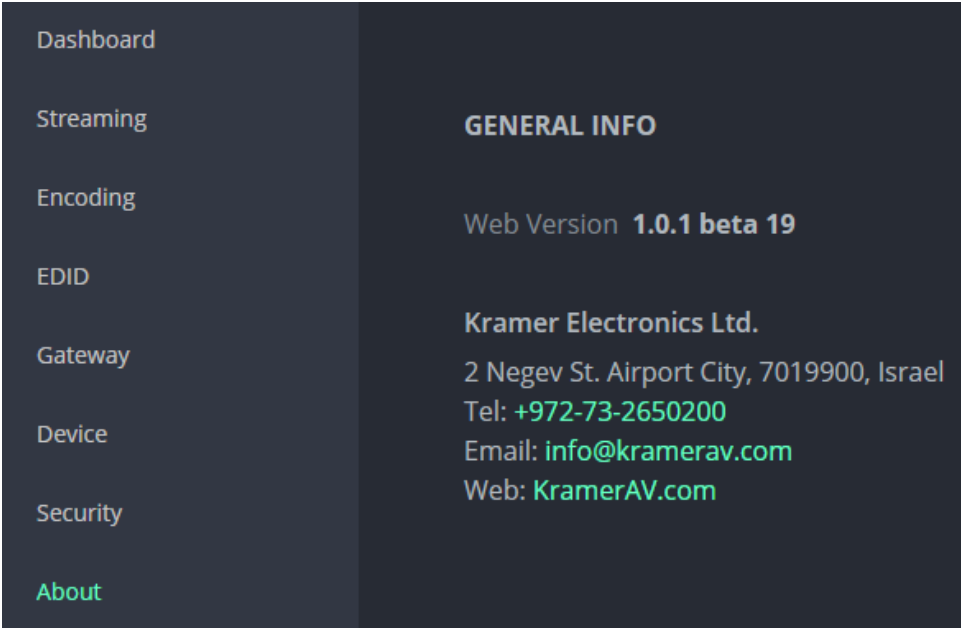 Dashboard
Streaming
Encoding
EDID
Gateway
Device
Security
About
GENERAL INFO
Web Version 1.0.1 beta 19
Kramer Electronics Ltd.
2 Negev St. Airport City, 7019900, Israel
Tel: +972-73-2650200
Email: info@kramerav.com
Web: KramerAV.com